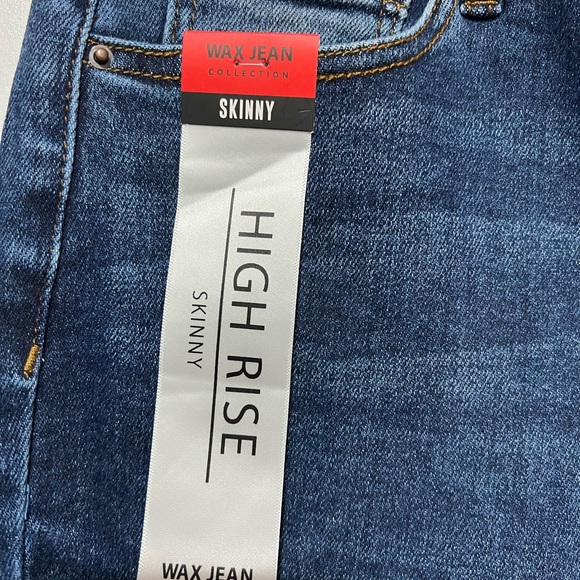 WAX JEAN
COLLECTION
SKINNY
HIGH RISE
SKINNY
WAX JEAN